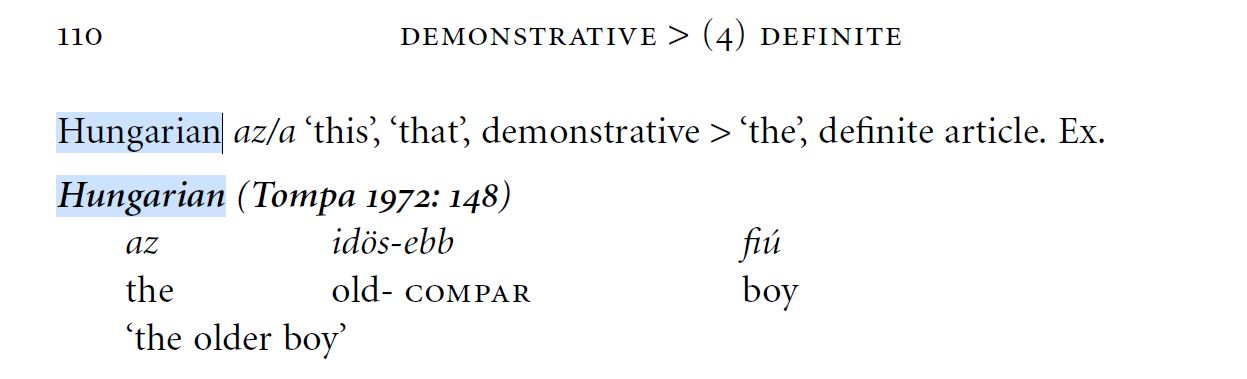 110 DEMONSTRATIVE > (4) DEFINITE
Hungarian az/a ‘this’, ‘that’, demonstrative > ‘the’, definite article. Ex.
Hungarian (Tompa 1972: 148)
az idös-ebb fiú
the old- COMPAR boy
‘the older boy’